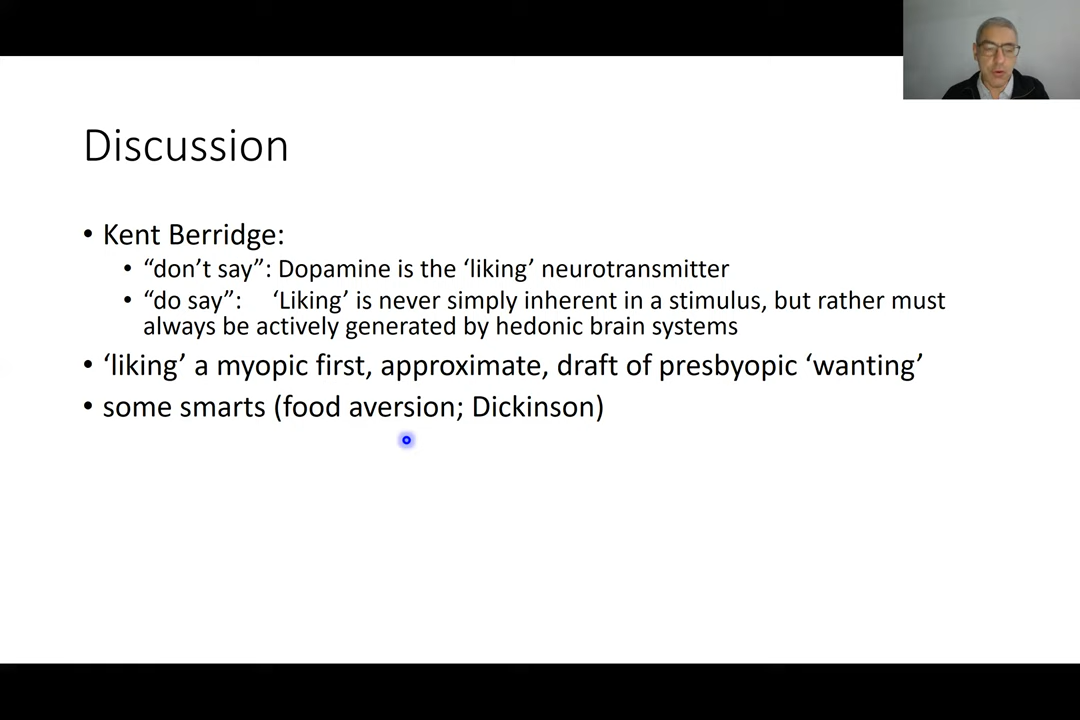 Discussion
• Kent Berridge:
• “don’t say”: Dopamine is the ‘liking’ neurotransmitter
• “do say”: ‘Liking’ is never simply inherent in a stimulus, but rather must
always be actively generated by hedonic brain systems
• ‘liking’ a myopic first, approximate, draft of presbyopic ‘wanting’
• some smarts (food aversion; Dickinson)